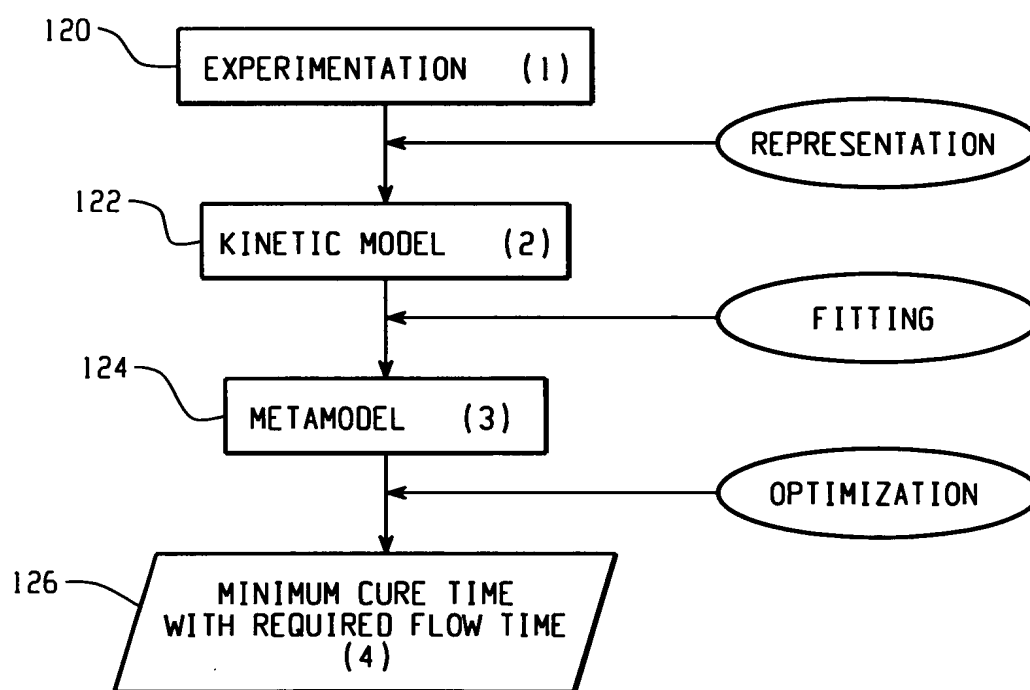 120
EXPERIMENTATION (1)
REPRESENTATION
122
KINETIC MODEL (2)
FITTING
124
METAMODEL (3)
OPTIMIZATION
126
MINIMUM CURE TIME
WITH REQUIRED FLOW TIME
(4)